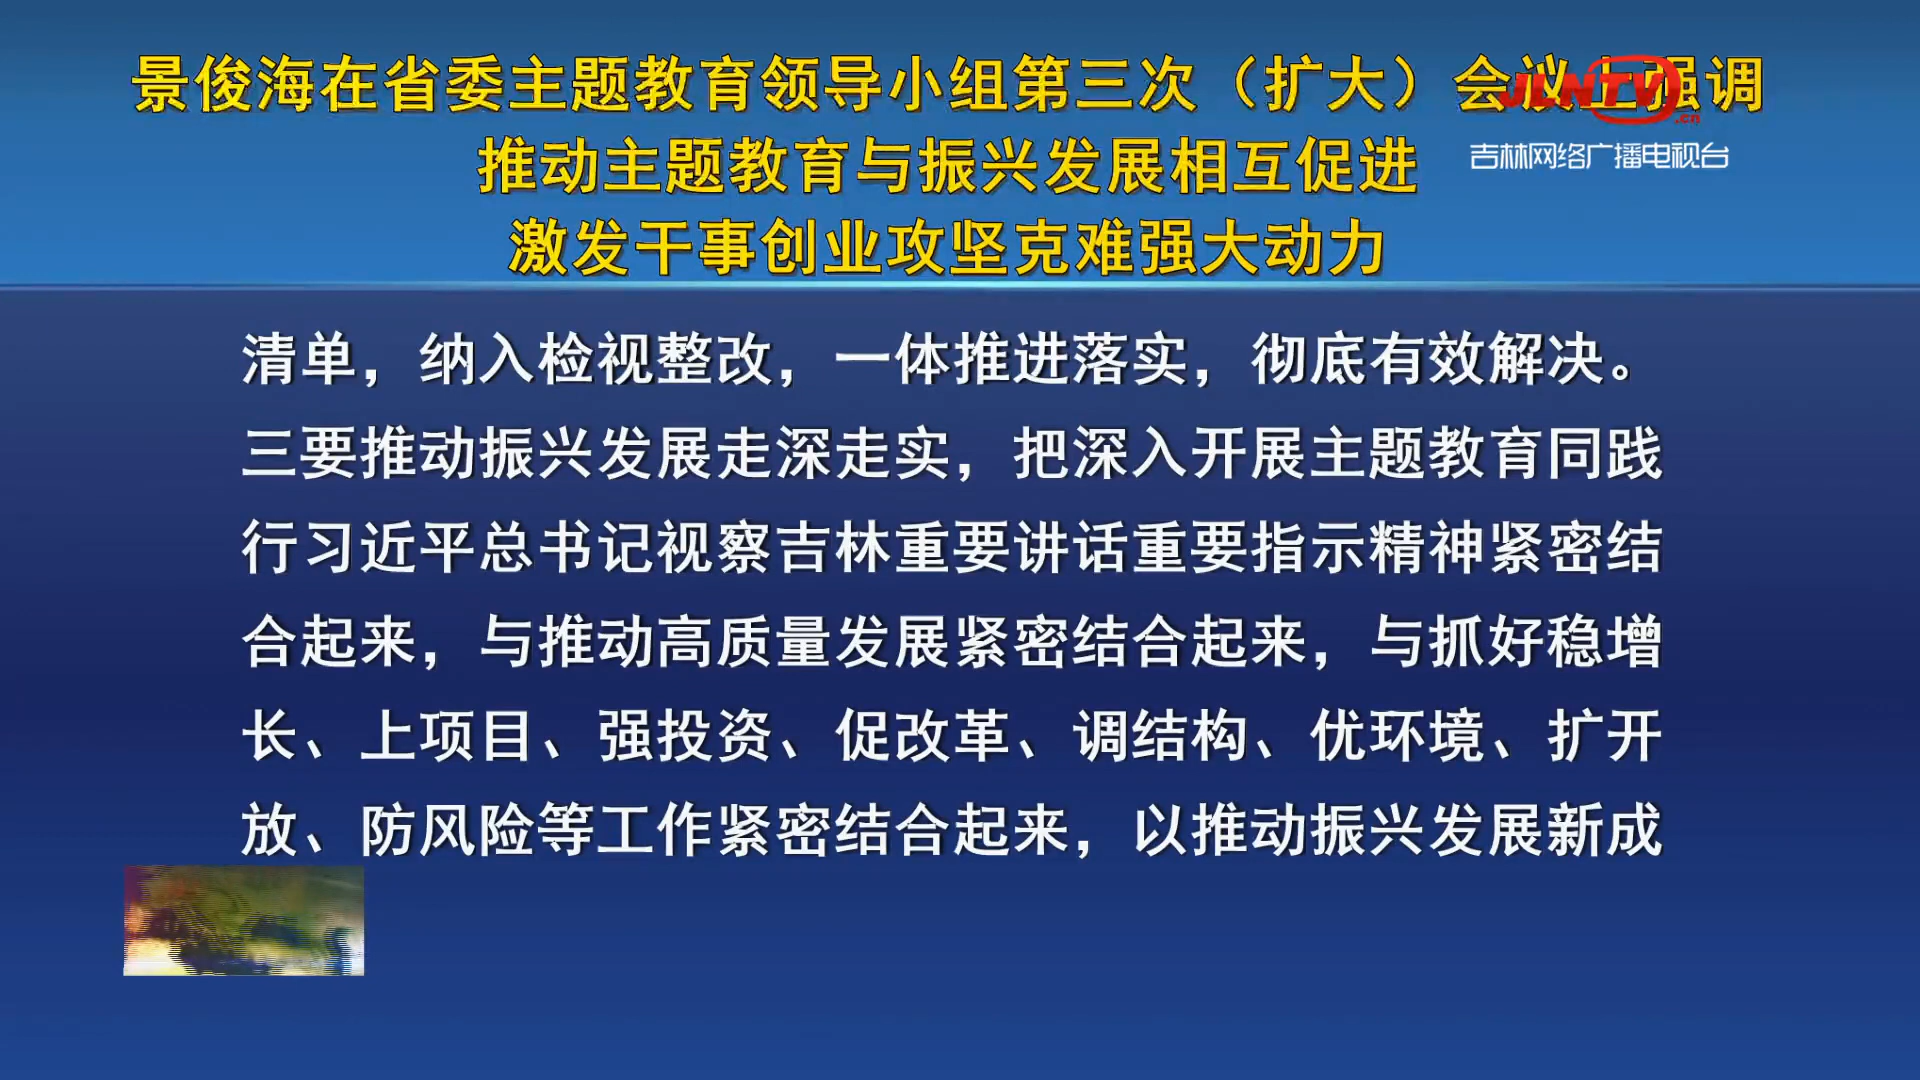 景俊海在省委主题教育领导小组第三次（扩大）会议上强调
JLNTV.cn
推动主题教育与振兴发展相互促进
吉林网络广播电视台
激发干事创业攻坚克难强大动力
清单，纳入检视整改，一体推进落实，彻底有效解决。
三要推动振兴发展走深走实，把深入开展主题教育同践
行习近平总书记视察吉林重要讲话重要指示精神紧密结
合起来，与推动高质量发展紧密结合起来，与抓好稳增
长、上项目、强投资、促改革、调结构、优环境、扩开
放、防风险等工作紧密结合起来，以推动振兴发展新成